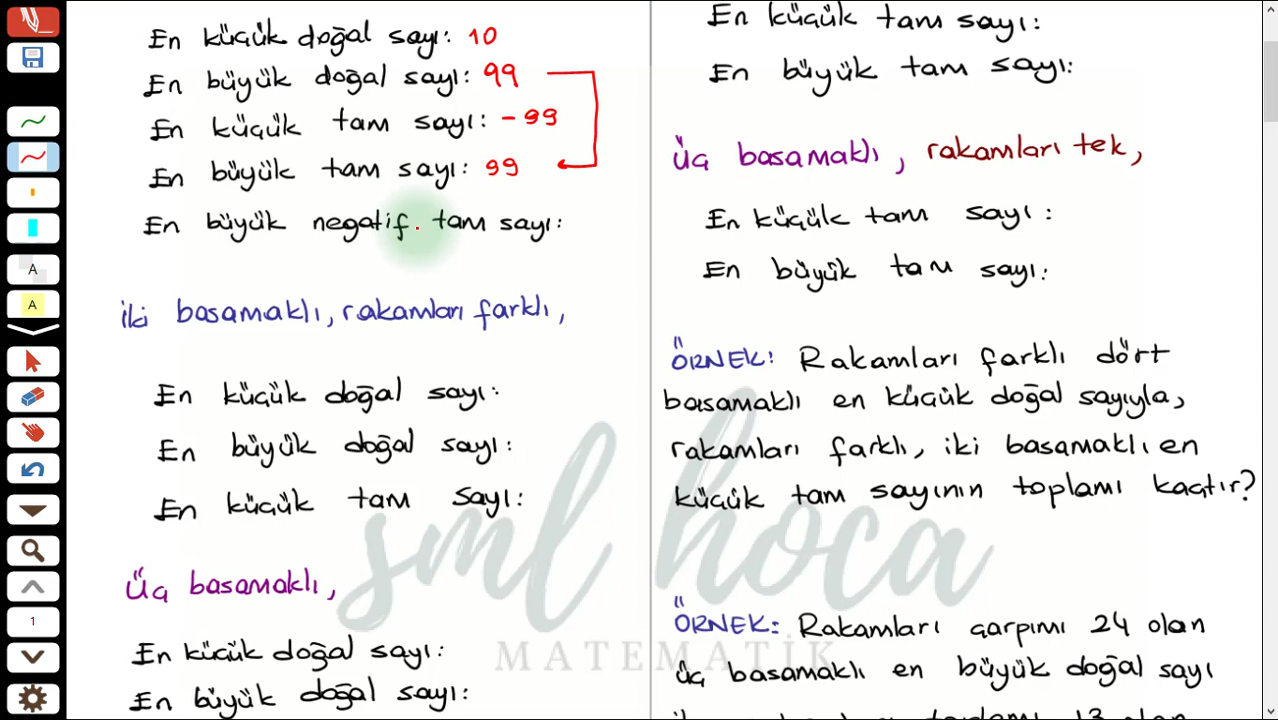 En küçük doğal sayı: 10
En büyük doğal sayı: 99
En küçük tam sayı: -99
En büyük tam sayı: 99
En büyük negatif tam sayı:
iki basamaklı, rakamları farklı,
En küçük doğal sayı:
En büyük doğal sayı:
En küçük tam sayı:
üç basamaklı,
En küçük doğal sayı:
En büyük doğal sayı:
En küçük tam sayı:
En büyük tam sayı:
üç basamaklı, rakamları tek,
En küçük tam sayı:
En büyük tam sayı:
ÖRNEK: Rakamları farklı dört
basamaklı en küçük doğal sayıyla,
rakamları farklı, iki basamaklı en
küçük tam sayının toplamı kaçtır?
ÖRNEK: Rakamları çarpımı 24 olan
üç basamaklı en büyük doğal sayı
sml hoca
MATEMATİK
A
A
1